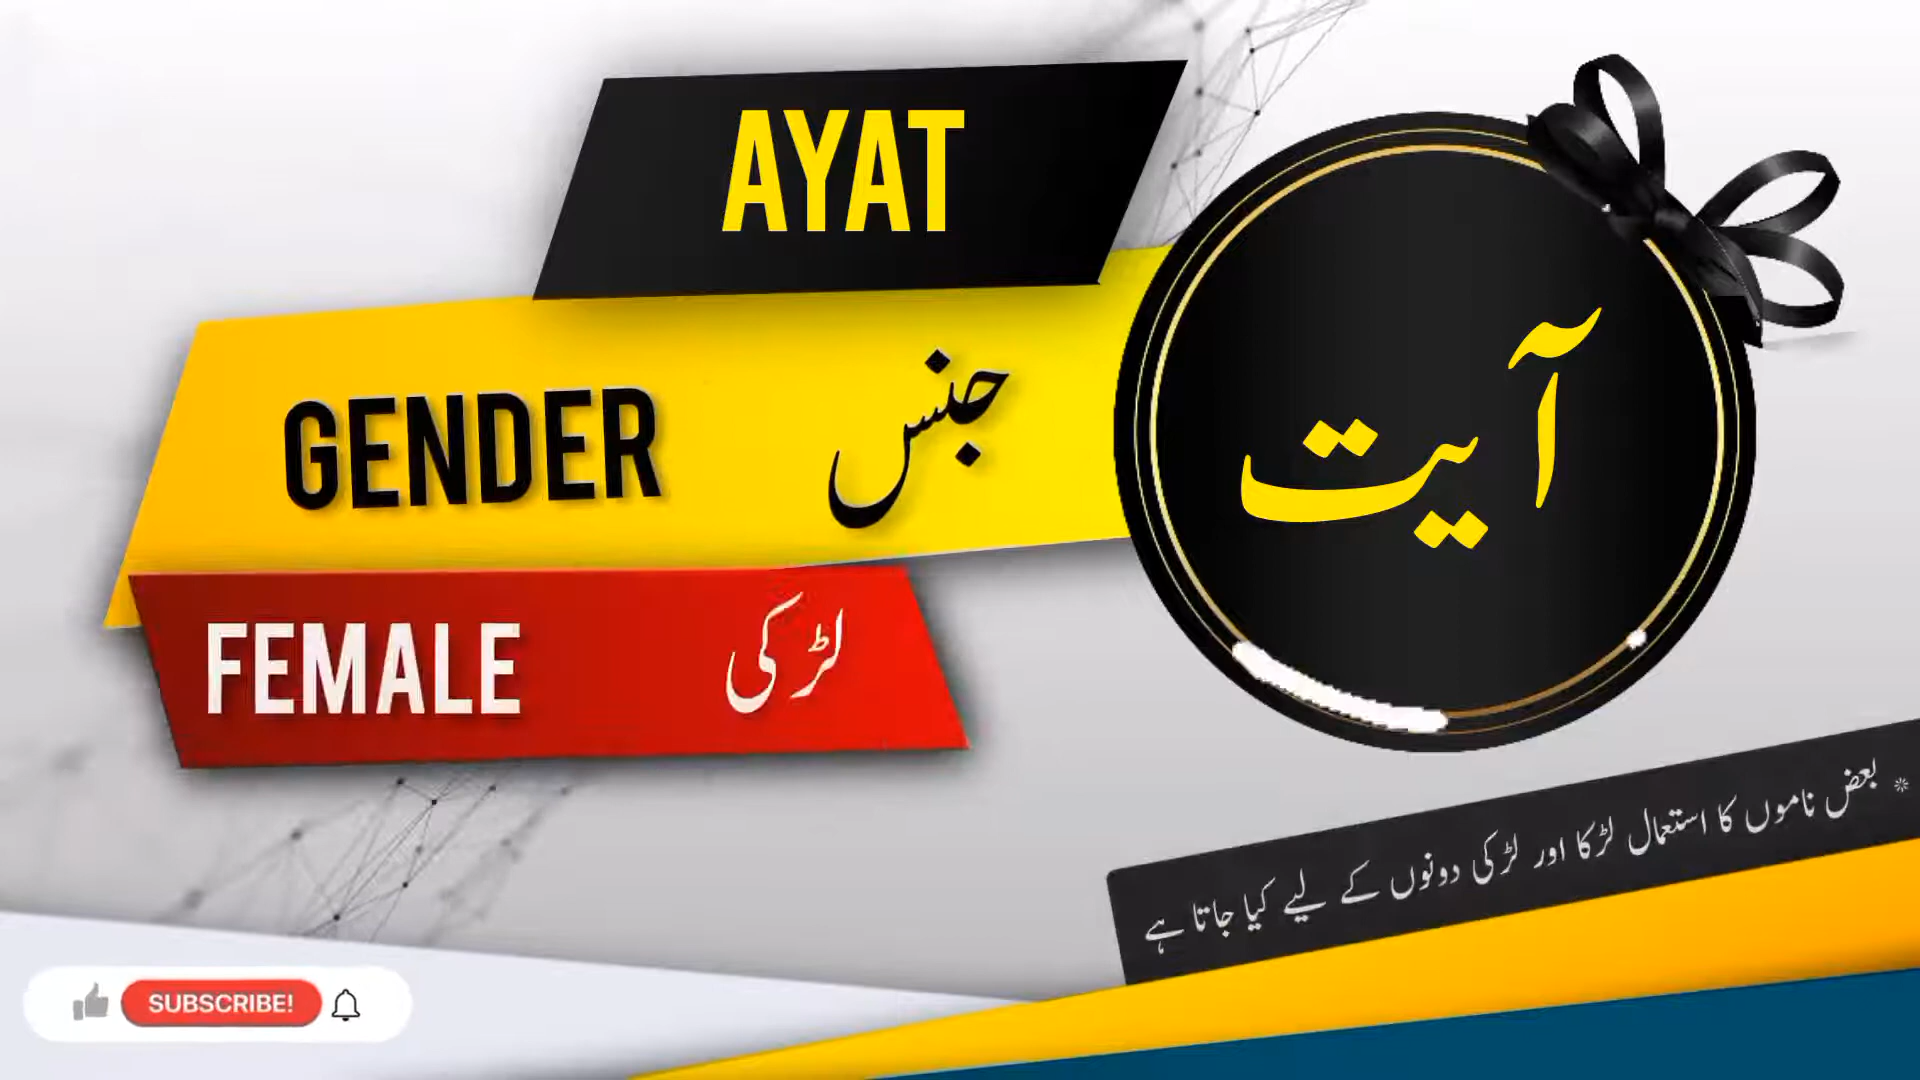 AYAT
آیت
GENDER جنس
FEMALE لڑکی
* بعض ناموں کا استعمال لڑکا اور لڑکی دونوں کے لیے کیا جاتا ہے
SUBSCRIBE!